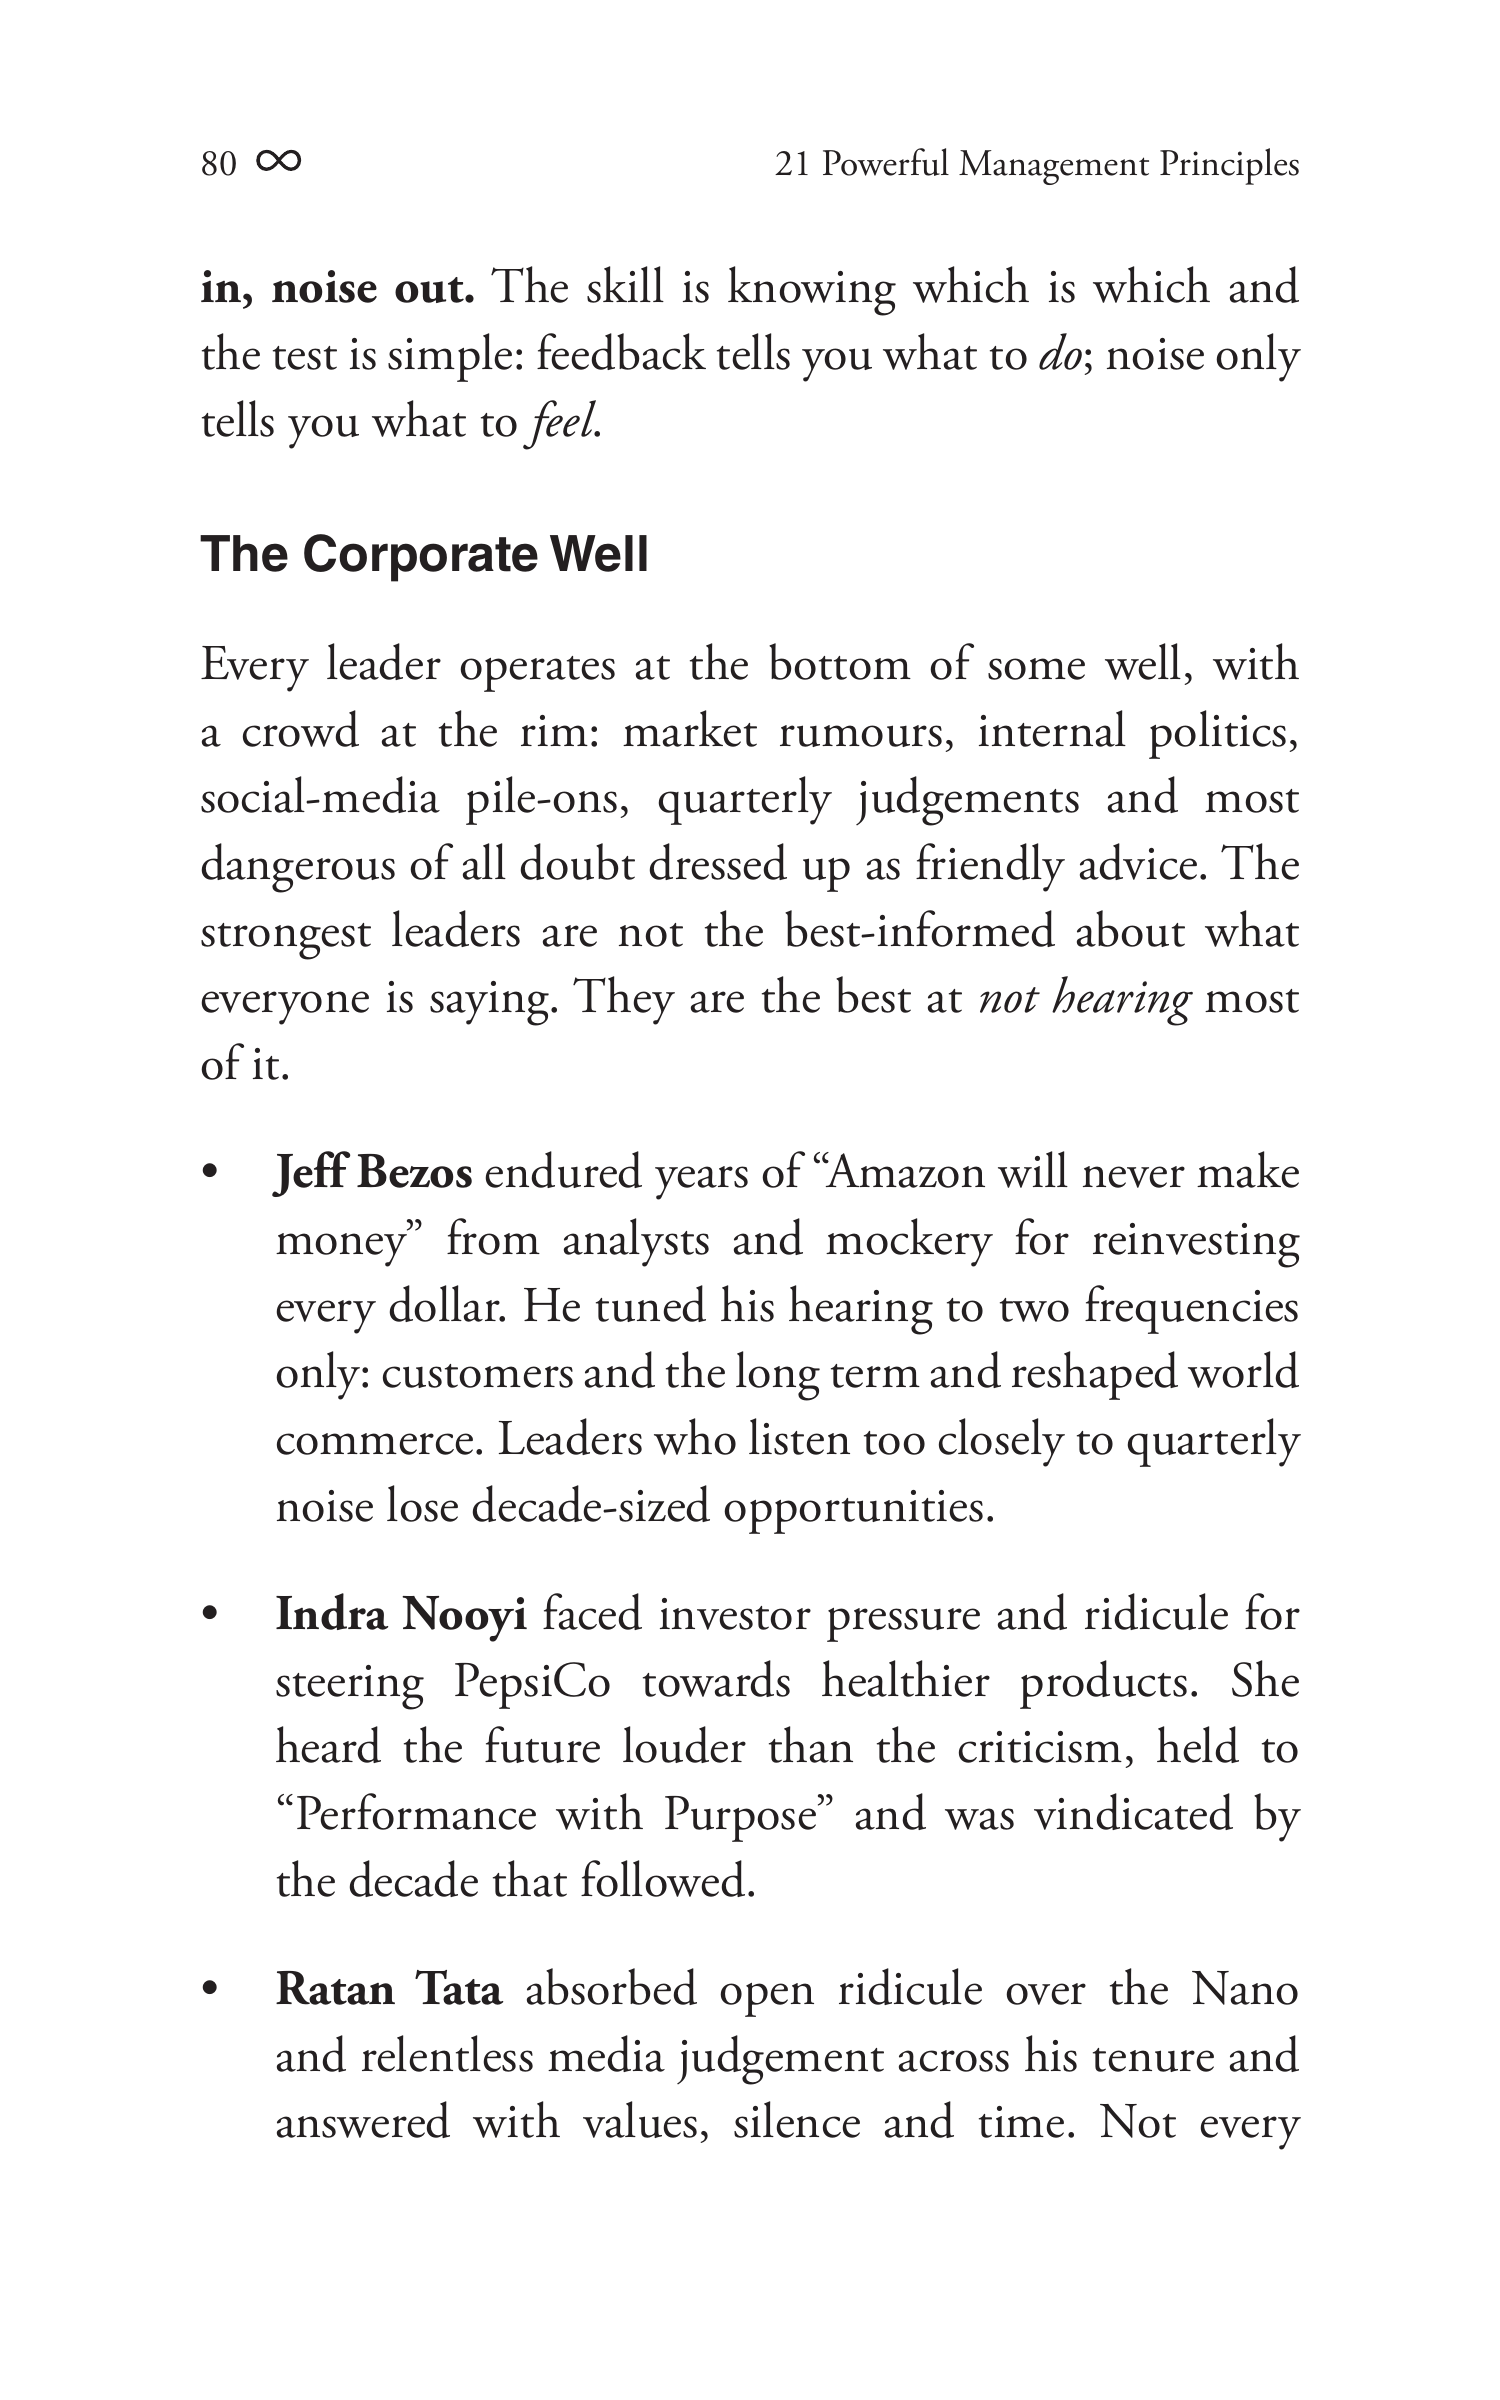 80 ∞ 21 Powerful Management Principles
in, noise out. The skill is knowing which is which and
the test is simple: feedback tells you what to do; noise only
tells you what to feel.
The Corporate Well
Every leader operates at the bottom of some well, with
a crowd at the rim: market rumours, internal politics,
social-media pile-ons, quarterly judgements and most
dangerous of all doubt dressed up as friendly advice. The
strongest leaders are not the best-informed about what
everyone is saying. They are the best at not hearing most
of it.
• Jeff Bezos endured years of “Amazon will never make
money” from analysts and mockery for reinvesting
every dollar. He tuned his hearing to two frequencies
only: customers and the long term and reshaped world
commerce. Leaders who listen too closely to quarterly
noise lose decade-sized opportunities.
• Indra Nooyi faced investor pressure and ridicule for
steering PepsiCo towards healthier products. She
heard the future louder than the criticism, held to
“Performance with Purpose” and was vindicated by
the decade that followed.
• Ratan Tata absorbed open ridicule over the Nano
and relentless media judgement across his tenure and
answered with values, silence and time. Not every